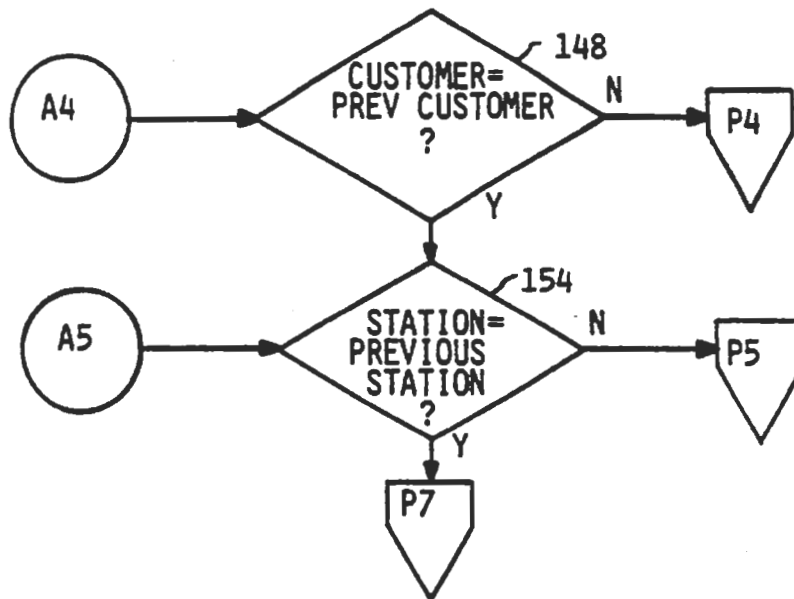 148
A4
CUSTOMER=
PREV CUSTOMER
?
N
P4
Y
154
A5
STATION=
PREVIOUS
STATION
?
N
P5
Y
P7